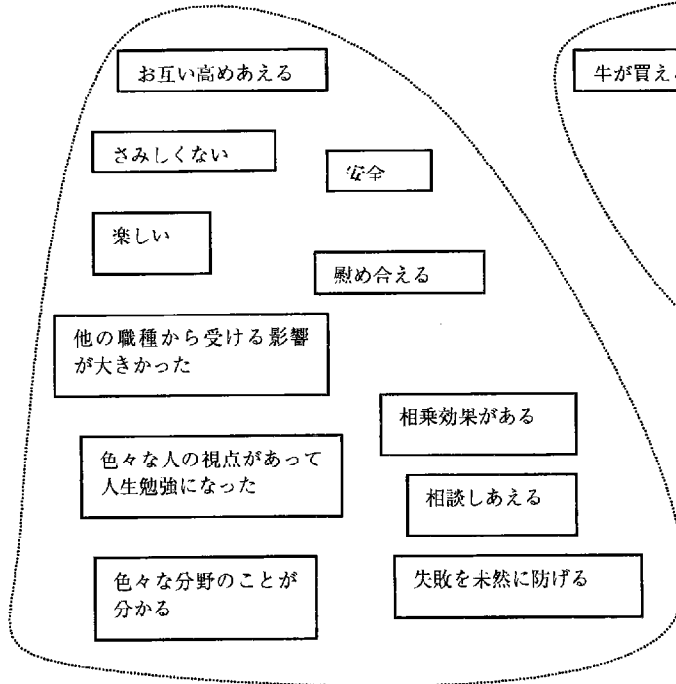 お互い高めあえる
牛が買え
さみしくない
安全
楽しい
慰め合える
他の職種から受ける影響
が大きかった
相乗効果がある
色々な人の視点があって
人生勉強になった
相談しあえる
色々な分野のことが
分かる
失敗を未然に防げる